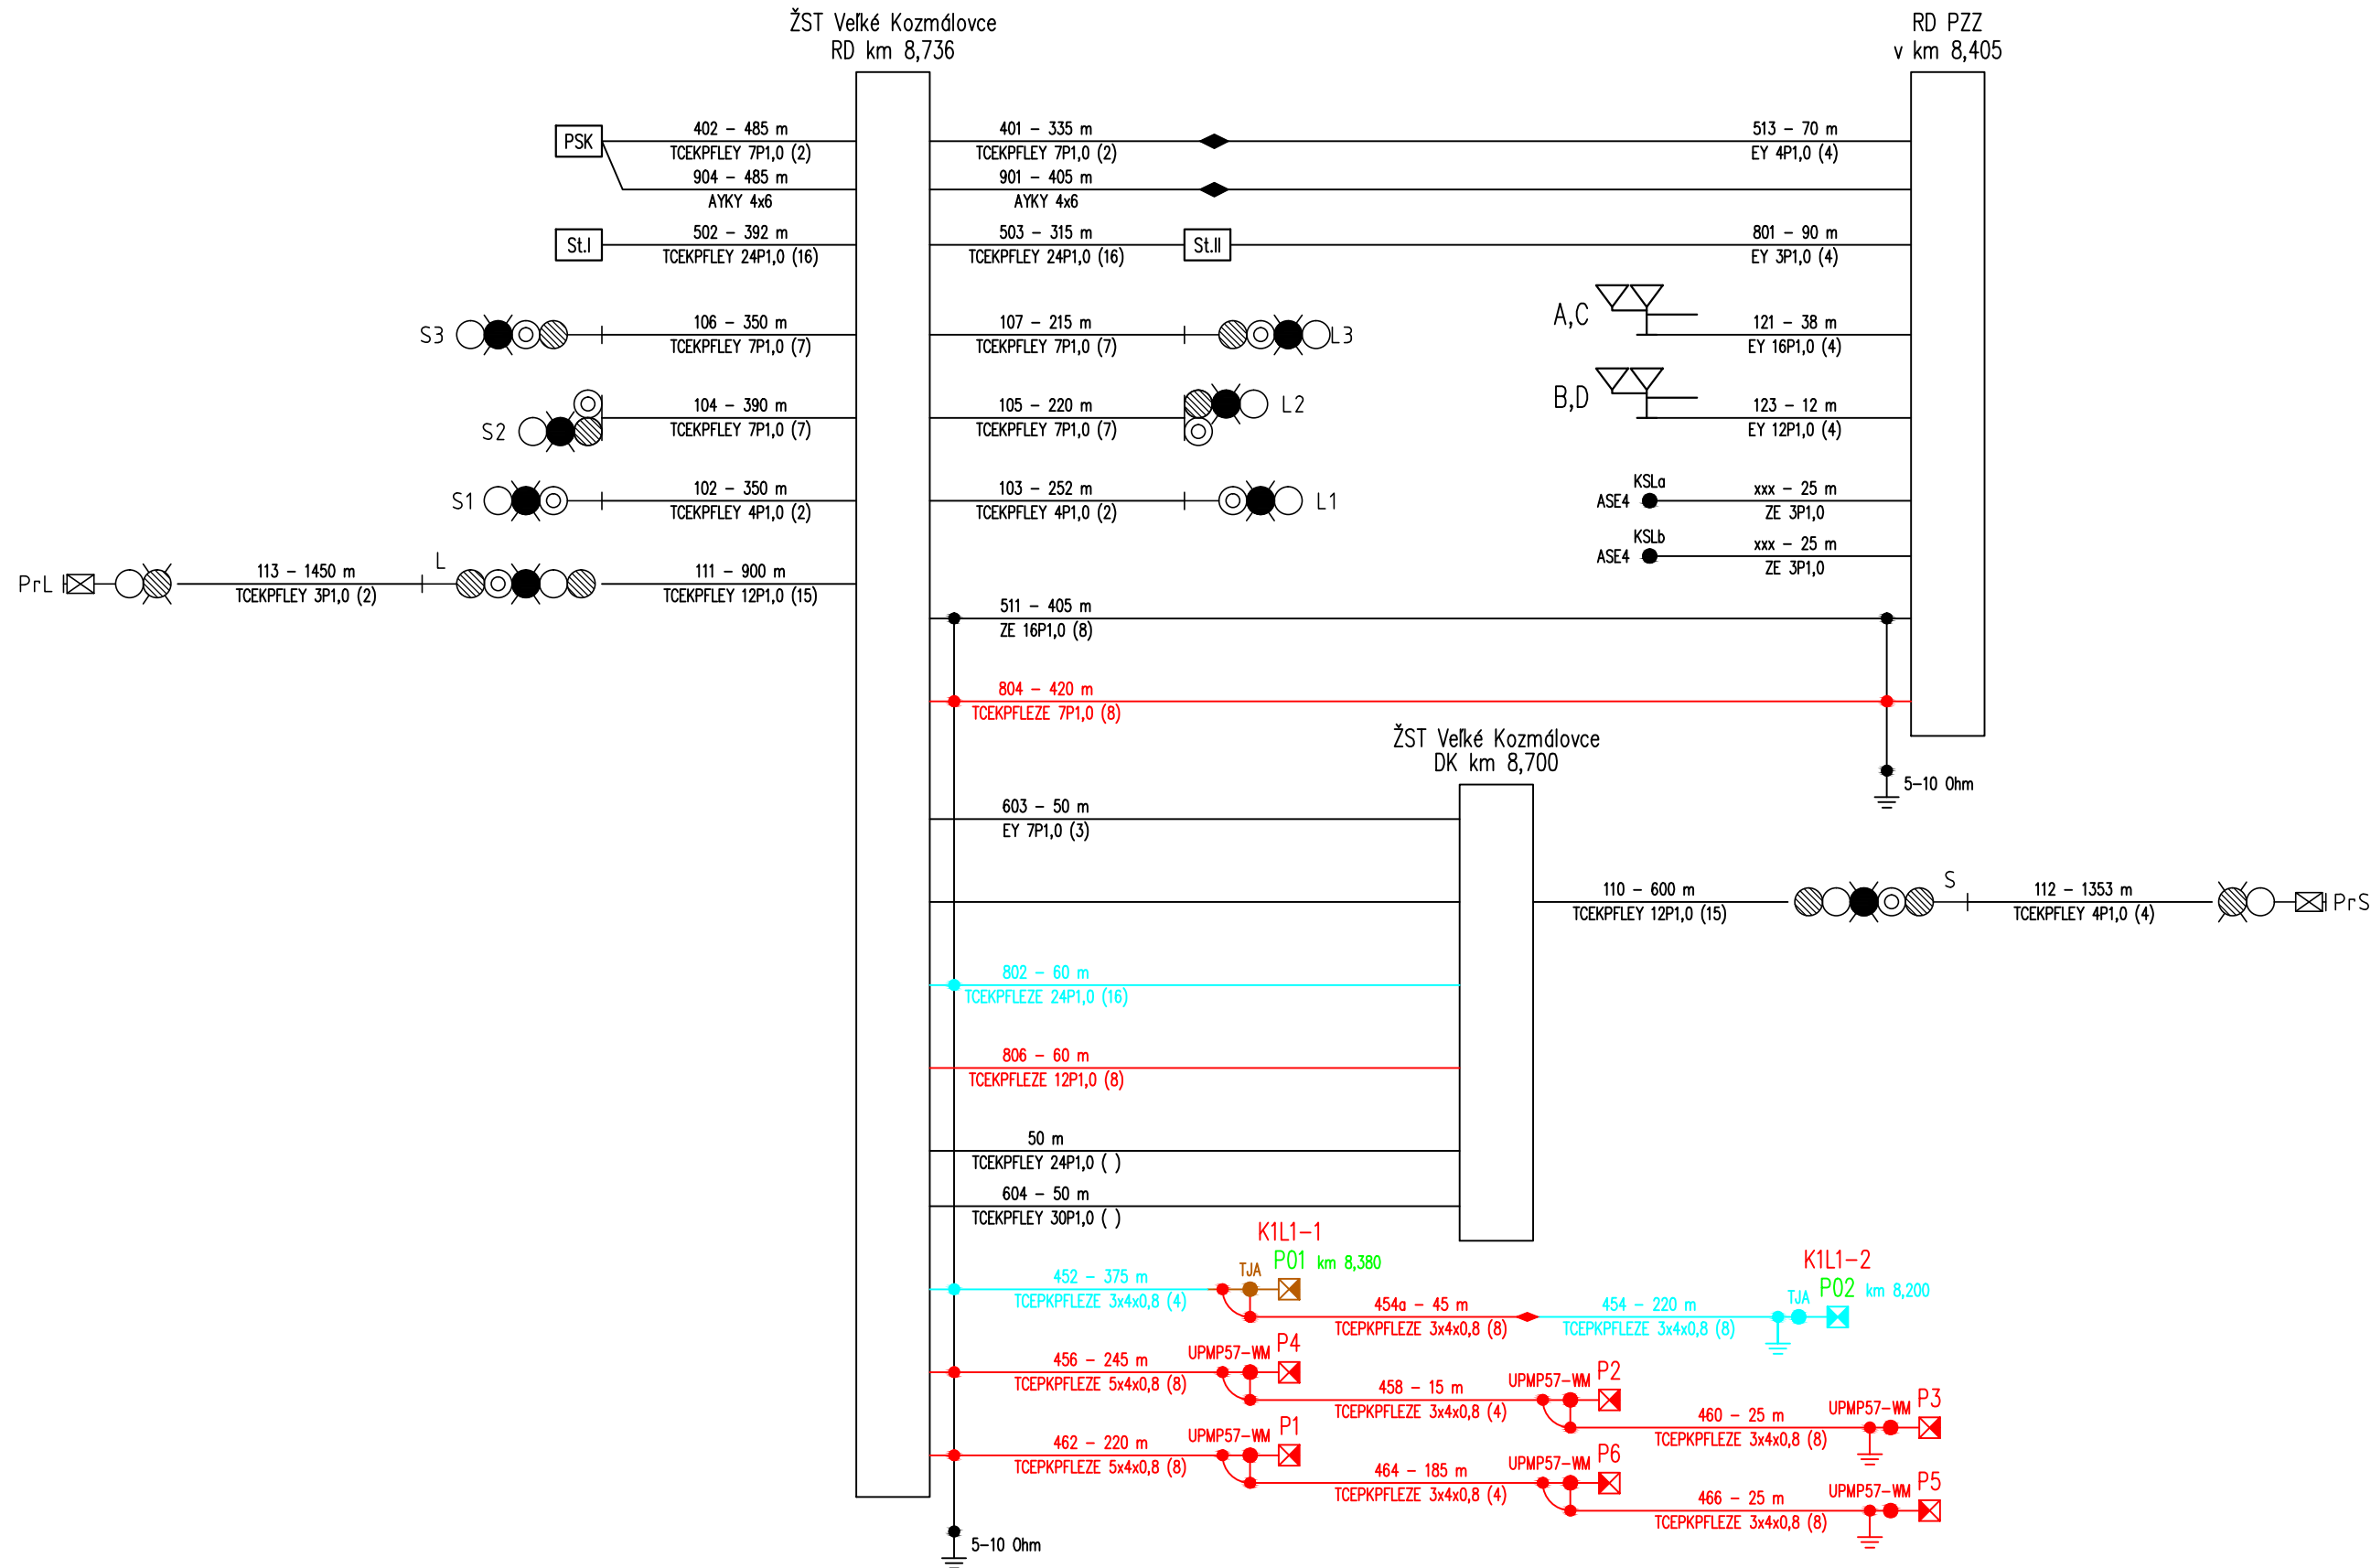 ŽST Veľké Kozmálovce
RD km 8,736
RD PZZ
v km 8,405
PSK
402 - 485 m
TCEKPFLEY 7P1,0 (2)
904 - 485 m
AYKY 4x6
401 - 335 m
TCEKPFLEY 7P1,0 (2)
901 - 405 m
AYKY 4x6
513 - 70 m
EY 4P1,0 (4)
St.I
502 - 392 m
TCEKPFLEY 24P1,0 (16)
503 - 315 m
TCEKPFLEY 24P1,0 (16)
St.II
801 - 90 m
EY 3P1,0 (4)
S3
106 - 350 m
TCEKPFLEY 7P1,0 (7)
107 - 215 m
TCEKPFLEY 7P1,0 (7)
L3
A,C
121 - 38 m
EY 16P1,0 (4)
S2
104 - 390 m
TCEKPFLEY 7P1,0 (7)
105 - 220 m
TCEKPFLEY 7P1,0 (7)
L2
B,D
123 - 12 m
EY 12P1,0 (4)
S1
102 - 350 m
TCEKPFLEY 4P1,0 (2)
103 - 252 m
TCEKPFLEY 4P1,0 (2)
L1
KSLa
ASE4
xxx - 25 m
ZE 3P1,0
KSLb
ASE4
xxx - 25 m
ZE 3P1,0
PrL
113 - 1450 m
TCEKPFLEY 3P1,0 (2)
L
111 - 900 m
TCEKPFLEY 12P1,0 (15)
511 - 405 m
ZE 16P1,0 (8)
804 - 420 m
TCEKPFLEZE 7P1,0 (8)
ŽST Veľké Kozmálovce
DK km 8,700
5-10 Ohm
603 - 50 m
EY 7P1,0 (3)
110 - 600 m
TCEKPFLEY 12P1,0 (15)
S
112 - 1353 m
TCEKPFLEY 4P1,0 (4)
PrS
802 - 60 m
TCEKPFLEZE 24P1,0 (16)
806 - 60 m
TCEKPFLEZE 12P1,0 (8)
50 m
TCEKPFLEY 24P1,0 ( )
604 - 50 m
TCEKPFLEY 30P1,0 ( )
K1L1-1
PO1 km 8,380
TJA
452 - 375 m
TCEPKPFLEZE 3x4x0,8 (4)
454a - 45 m
TCEPKPFLEZE 3x4x0,8 (8)
454 - 220 m
TCEPKPFLEZE 3x4x0,8 (8)
K1L1-2
PO2 km 8,200
TJA
456 - 245 m
TCEPKPFLEZE 5x4x0,8 (8)
UPMP57-WM
P4
458 - 15 m
TCEPKPFLEZE 3x4x0,8 (4)
UPMP57-WM
P2
460 - 25 m
TCEPKPFLEZE 3x4x0,8 (8)
UPMP57-WM
P3
462 - 220 m
TCEPKPFLEZE 5x4x0,8 (8)
UPMP57-WM
P1
464 - 185 m
TCEPKPFLEZE 3x4x0,8 (4)
UPMP57-WM
P6
466 - 25 m
TCEPKPFLEZE 3x4x0,8 (8)
UPMP57-WM
P5
5-10 Ohm